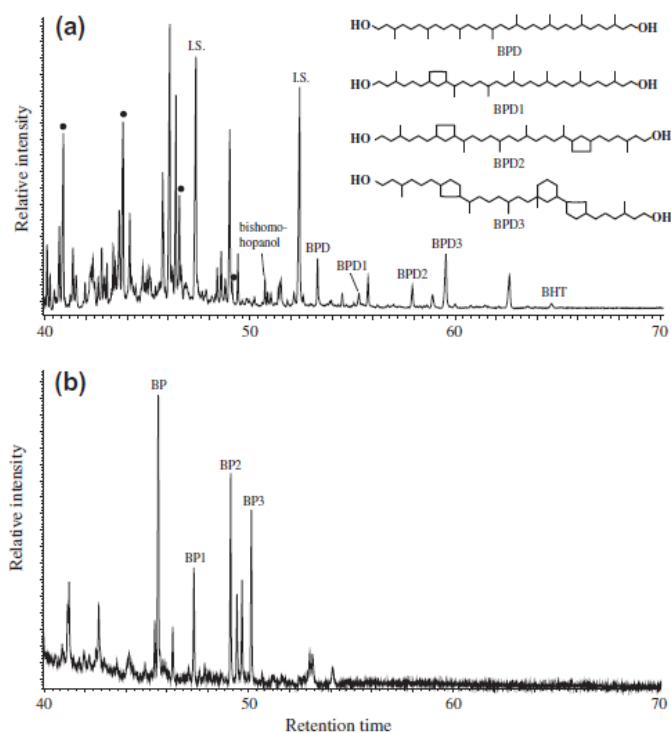 (a)
I.S.
I.S.
HO
OH
BPD
HO
OH
BPD1
HO
OH
BPD2
HO
OH
BPD3
bishomo-
hopanol
BPD
BPD1
BPD2
BPD3
BHT
Relative intensity
40
50
60
70
(b)
BP
BP1
BP2
BP3
Relative intensity
40
50
60
70
Retention time